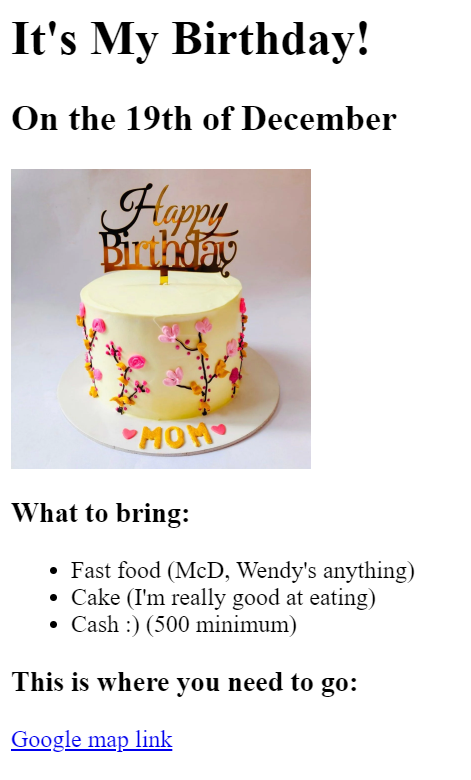 It's My Birthday!
On the 19th of December
Happy
Birthday
MOM
What to bring:
Fast food (McD, Wendy's anything)
Cake (I'm really good at eating)
Cash :) (500 minimum)
This is where you need to go:
Google map link